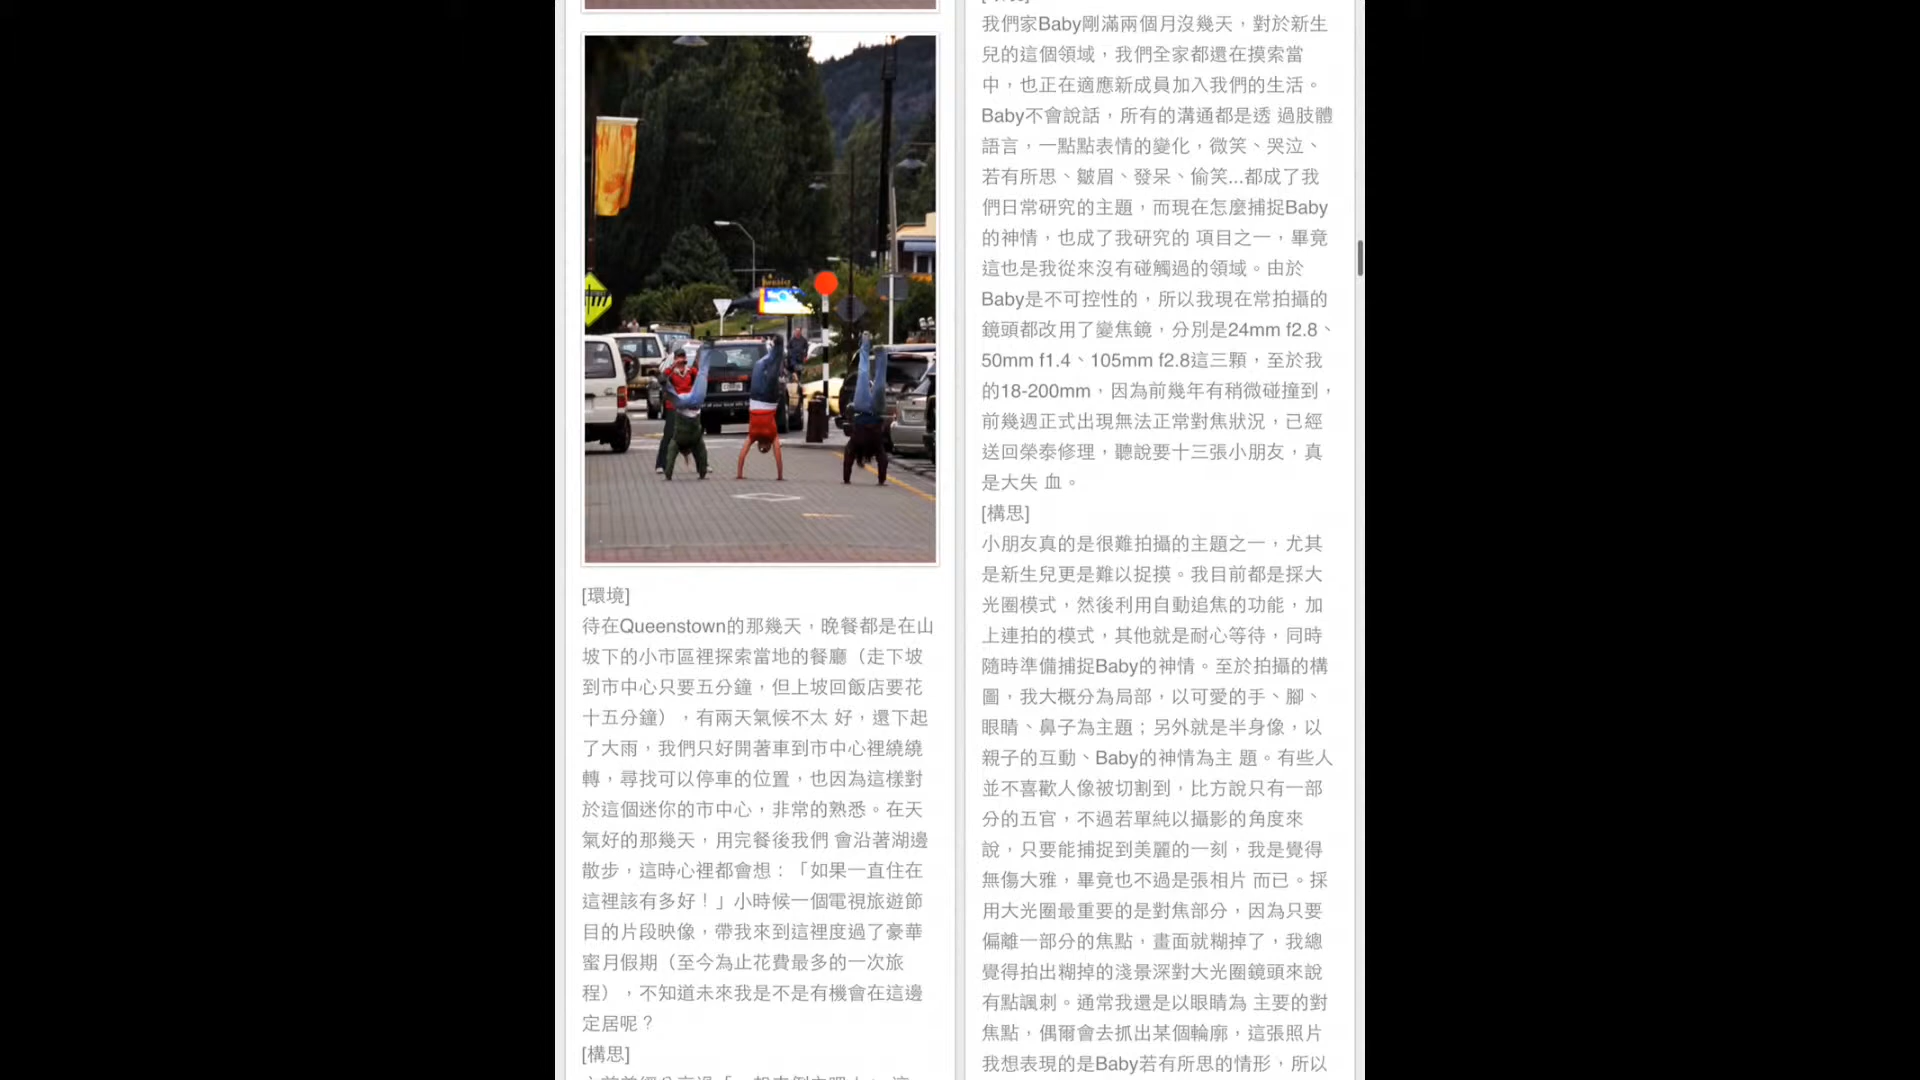 [環境]
待在Queenstown的那幾天，晚餐都是在山
坡下的小市區裡探索當地的餐廳（走下坡
到市中心只要五分鐘，但上坡回飯店要花
十五分鐘），有兩天氣候不太 好，還下起
了大雨，我們只好開著車到市中心裡繞繞
轉，尋找可以停車的位置，也因為這樣對
於這個迷你的市中心，非常的熟悉。在天
氣好的那幾天，用完餐後我們 會沿著湖邊
散步，這時心裡都會想：「如果一直住在
這裡該有多好！」小時候一個電視旅遊節
目的片段映像，帶我來到這裡度過了豪華
蜜月假期（至今為止花費最多的一次旅
程），不知道未來我是不是有機會在這邊
定居呢？
[構思]
我們家Baby剛滿兩個月沒幾天，對於新生
兒的這個領域，我們全家都還在摸索當
中，也正在適應新成員加入我們的生活。
Baby不會說話，所有的溝通都是透 過肢體
語言，一點點表情的變化，微笑、哭泣、
若有所思、皺眉、發呆、偷笑...都成了我
們日常研究的主題，而現在怎麼捕捉Baby
的神情，也成了我研究的 項目之一，畢竟
這也是我從來沒有碰觸過的領域。由於
Baby是不可控性的，所以我現在常拍攝的
鏡頭都改用了變焦鏡，分別是24mm f2.8、
50mm f1.4、105mm f2.8這三顆，至於我
的18-200mm，因為前幾年有稍微碰撞到，
前幾週正式出現無法正常對焦狀況，已經
送回榮泰修理，聽說要十三張小朋友，真
是大失 血。
[構思]
小朋友真的是很難拍攝的主題之一，尤其
是新生兒更是難以捉摸。我目前都是採大
光圈模式，然後利用自動追焦的功能，加
上連拍的模式，其他就是耐心等待，同時
隨時準備捕捉Baby的神情。至於拍攝的構
圖，我大概分為局部，以可愛的手、腳、
眼睛、鼻子為主題；另外就是半身像，以
親子的互動、Baby的神情為主 題。有些人
並不喜歡人像被切割到，比方說只有一部
分的五官，不過若單純以攝影的角度來
說，只要能捕捉到美麗的一刻，我是覺得
無傷大雅，畢竟也不過是張相片 而已。採
用大光圈最重要的是對焦部分，因為只要
偏離一部分的焦點，畫面就糊掉了，我總
覺得拍出糊掉的淺景深對大光圈鏡頭來說
有點諷刺。通常我還是以眼睛為 主要的對
焦點，偶爾會去抓出某個輪廓，這張照片
我想表現的是Baby若有所思的情形，所以